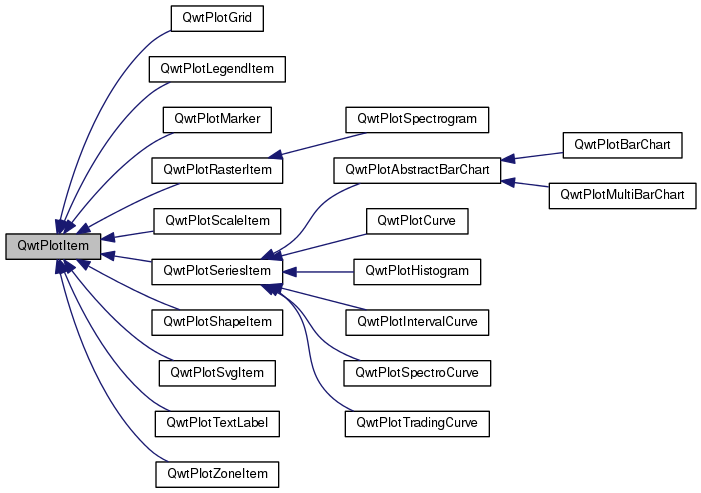 QwtPlotGrid
QwtPlotLegendItem
QwtPlotMarker
QwtPlotSpectrogram
QwtPlotBarChart
QwtPlotRasterItem
QwtPlotAbstractBarChart
QwtPlotMultiBarChart
QwtPlotScaleItem
QwtPlotCurve
QwtPlotItem
QwtPlotSeriesItem
QwtPlotHistogram
QwtPlotShapeItem
QwtPlotIntervalCurve
QwtPlotSvgItem
QwtPlotSpectroCurve
QwtPlotTextLabel
QwtPlotTradingCurve
QwtPlotZoneItem